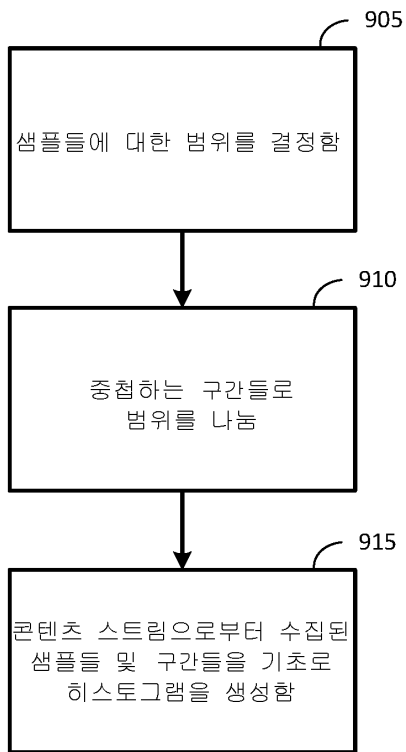 905
샘플들에 대한 범위를 결정함
910
중첩하는 구간들로
범위를 나눔
915
콘텐츠 스트림으로부터 수집된
샘플들 및 구간들을 기초로
히스토그램을 생성함